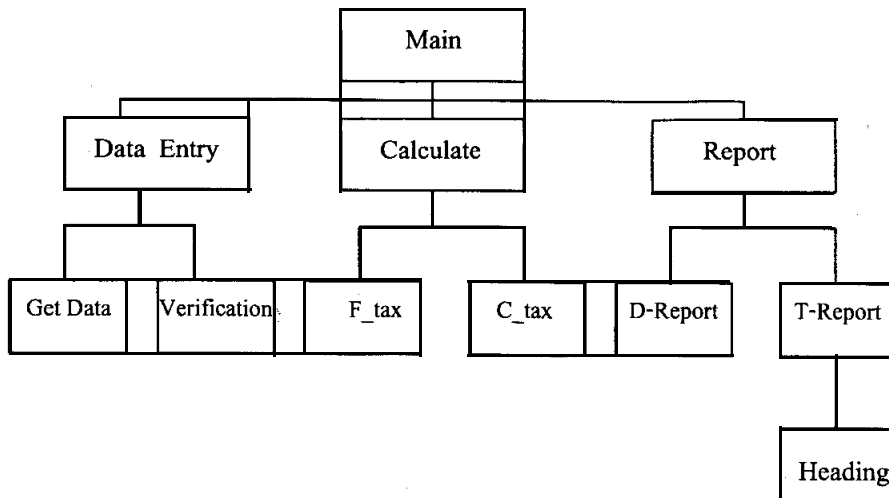 Main
Data Entry
Calculate
Report
Get Data
Verification
F_tax
C_tax
D-Report
T-Report
Heading